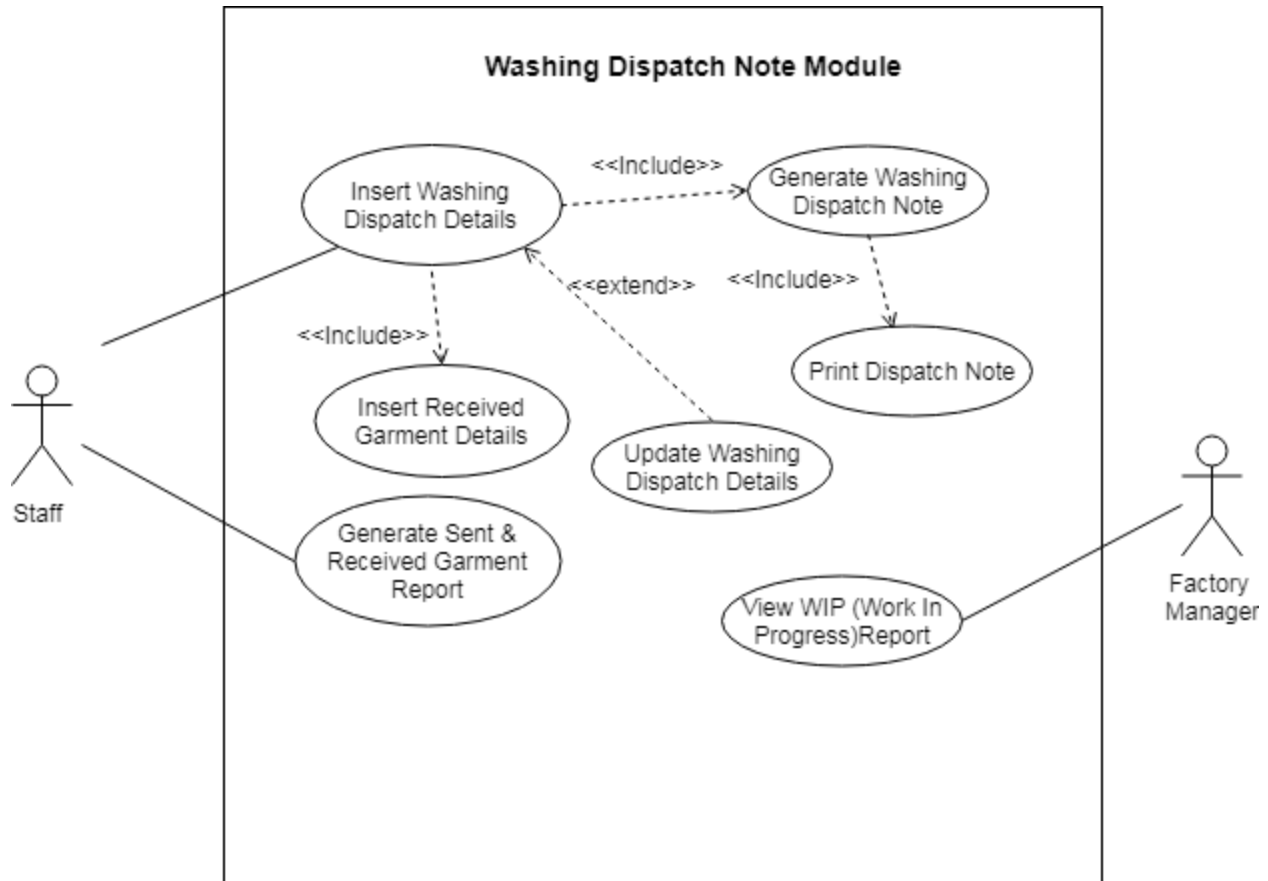 Washing Dispatch Note Module
Insert Washing
Dispatch Details
<<Include>>
Generate Washing
Dispatch Note
<<extend>>
<<Include>>
<<Include>>
Print Dispatch Note
Insert Received
Garment Details
Update Washing
Dispatch Details
Staff
Generate Sent &
Received Garment
Report
View WIP (Work In
Progress)Report
Factory
Manager